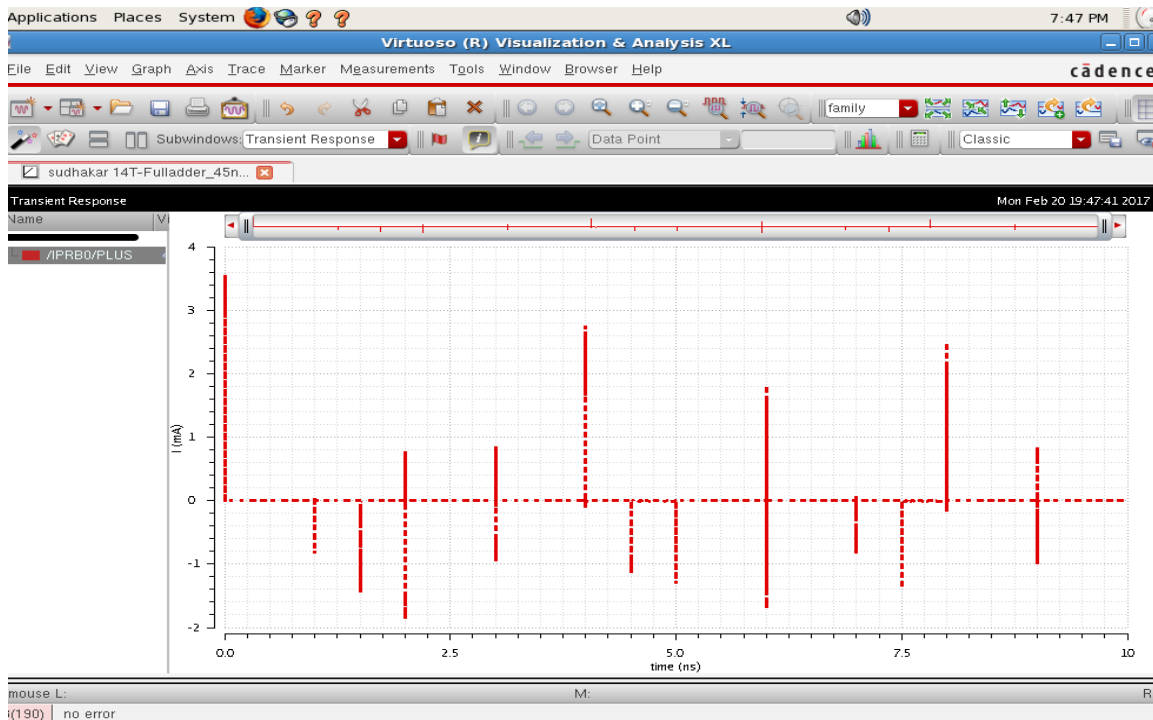 Applications Places System 7:47 PM
Virtuoso (R) Visualization & Analysis XL
File Edit View Graph Axis Trace Marker Measurements Tools Window Browser Help cādence
family
Subwindows: Transient Response Data Point Classic
sudhakar 14T-Fulladder_45n...
Transient Response Mon Feb 20 19:47:41 2017
Name Vi
/IPRB0/PLUS
4
3
2
1
0
-1
-2
I (mA)
0.0 2.5 5.0 7.5 10
time (ns)
mouse L: M: R
(190) no error